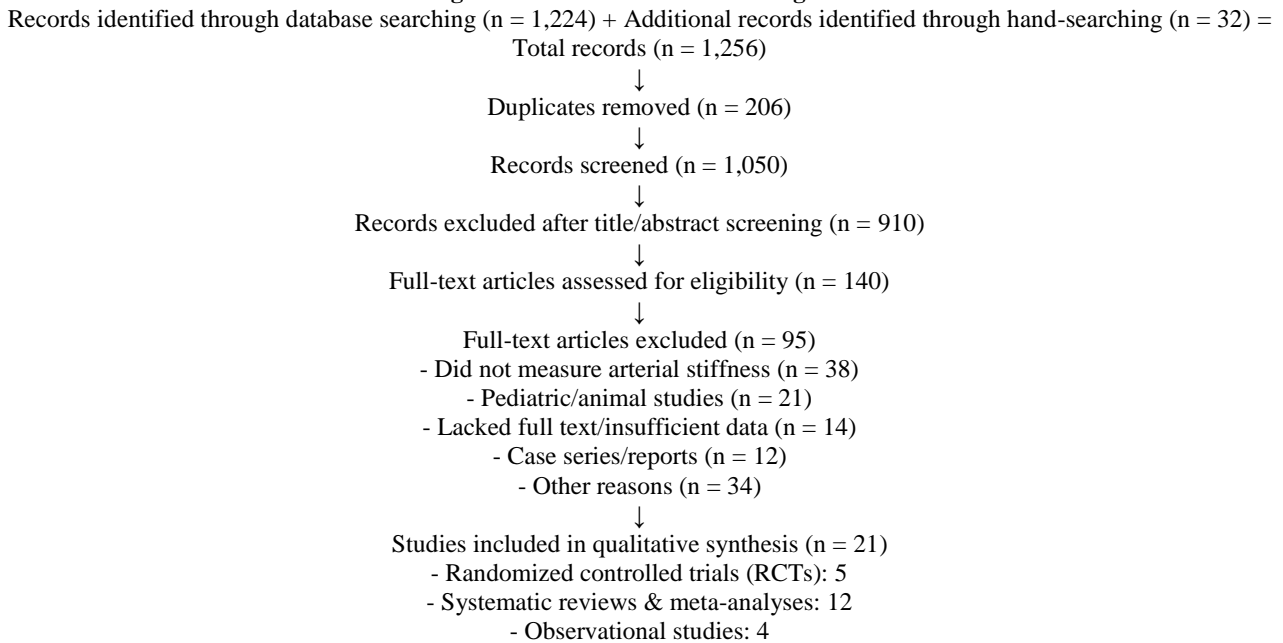 Records identified through database searching (n = 1,224) + Additional records identified through hand-searching (n = 32) =
Total records (n = 1,256)
↓
Duplicates removed (n = 206)
↓
Records screened (n = 1,050)
↓
Records excluded after title/abstract screening (n = 910)
↓
Full-text articles assessed for eligibility (n = 140)
↓
Full-text articles excluded (n = 95)
- Did not measure arterial stiffness (n = 38)
- Pediatric/animal studies (n = 21)
- Lacked full text/insufficient data (n = 14)
- Case series/reports (n = 12)
- Other reasons (n = 34)
↓
Studies included in qualitative synthesis (n = 21)
- Randomized controlled trials (RCTs): 5
- Systematic reviews & meta-analyses: 12
- Observational studies: 4